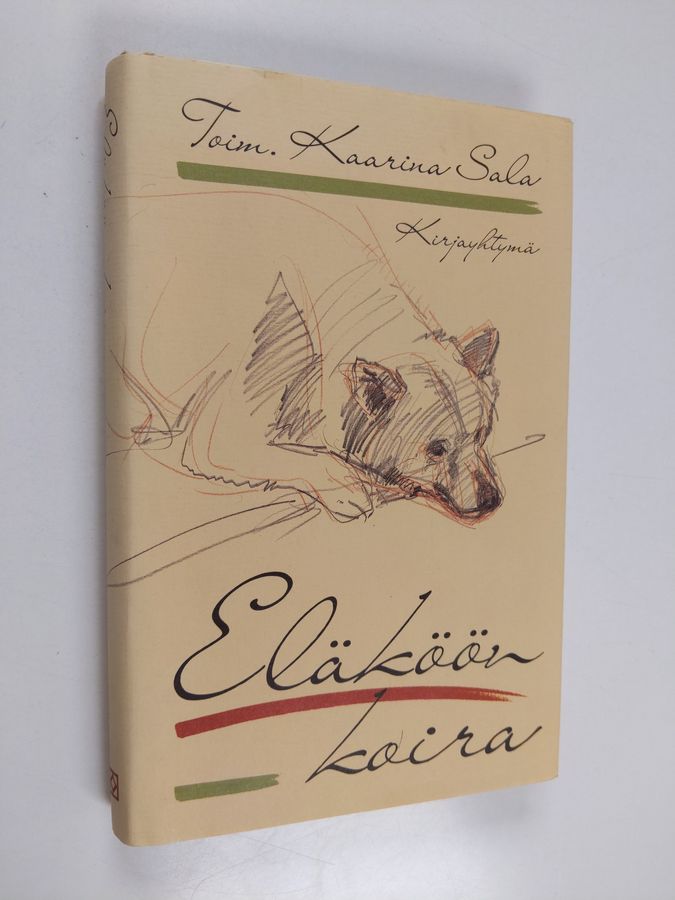 Toim. Kaarina Sala
Kirjayhtymä
Eläköön
koira